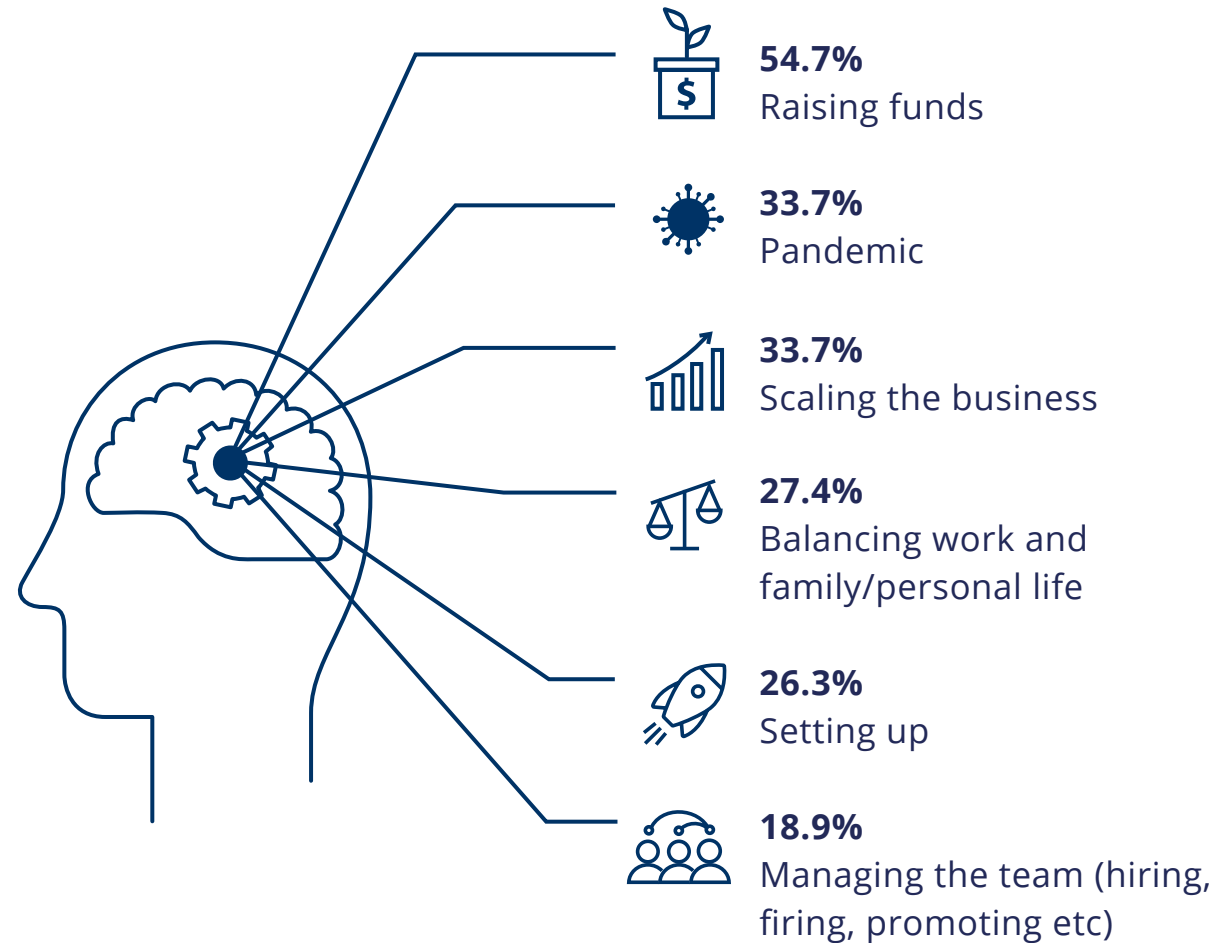 54.7%
Raising funds
$
33.7%
Pandemic
33.7%
Scaling the business
27.4%
Balancing work and
family/personal life
26.3%
Setting up
18.9%
Managing the team (hiring,
firing, promoting etc)